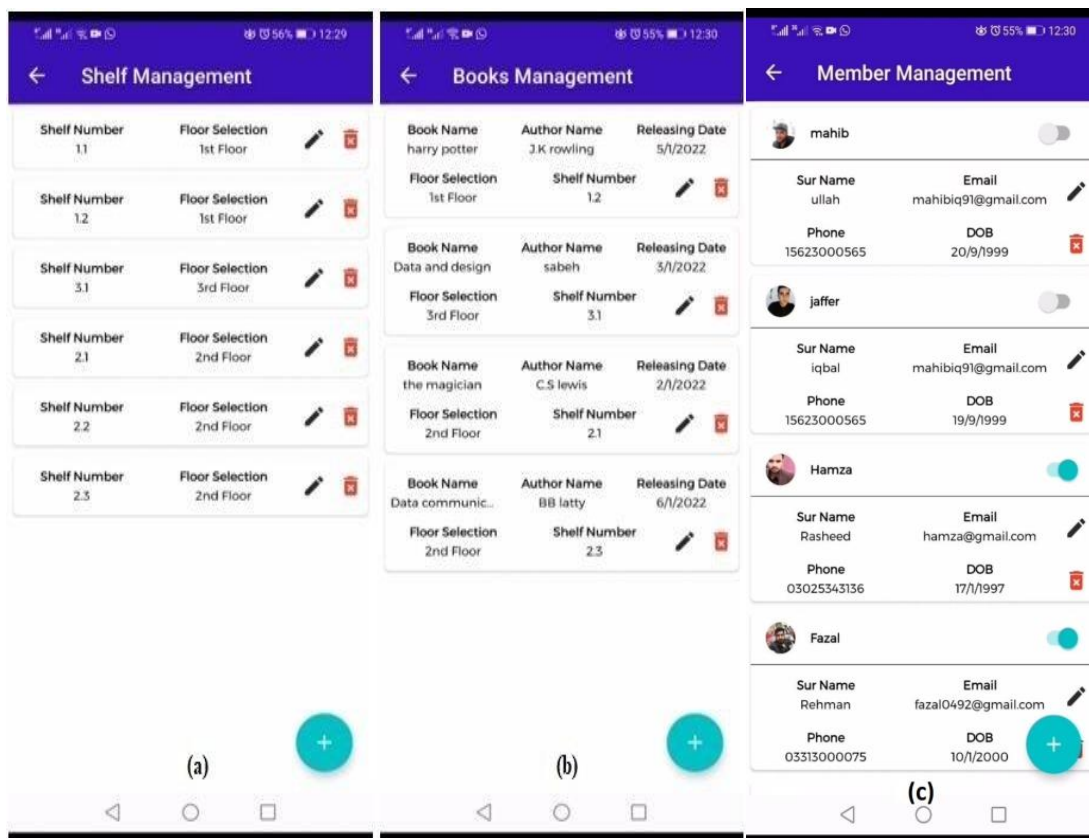 56% 12:29
Shelf Management
Shelf Number Floor Selection
1.1 1st Floor
Shelf Number Floor Selection
1.2 1st Floor
Shelf Number Floor Selection
3.1 3rd Floor
Shelf Number Floor Selection
2.1 2nd Floor
Shelf Number Floor Selection
2.2 2nd Floor
Shelf Number Floor Selection
2.3 2nd Floor
(a)
55% 12:30
Books Management
Book Name Author Name Releasing Date
harry potter J.K rowling 5/1/2022
Floor Selection Shelf Number
1st Floor 1.2
Book Name Author Name Releasing Date
Data and design sabeh 3/1/2022
Floor Selection Shelf Number
3rd Floor 3.1
Book Name Author Name Releasing Date
the magician C.S lewis 2/1/2022
Floor Selection Shelf Number
2nd Floor 2.1
Book Name Author Name Releasing Date
Data communic... BB latty 6/1/2022
Floor Selection Shelf Number
2nd Floor 2.3
(b)
55% 12:30
Member Management
mahib
Sur Name Email
ullah mahibiq91@gmail.com
Phone DOB
15623000565 20/9/1999
jaffer
Sur Name Email
iqbal mahibiq91@gmail.com
Phone DOB
15623000565 19/9/1999
Hamza
Sur Name Email
Rasheed hamza@gmail.com
Phone DOB
03025343136 17/1/1997
Fazal
Sur Name Email
Rehman fazal0492@gmail.com
Phone DOB
03313000075 10/1/2000
(c)